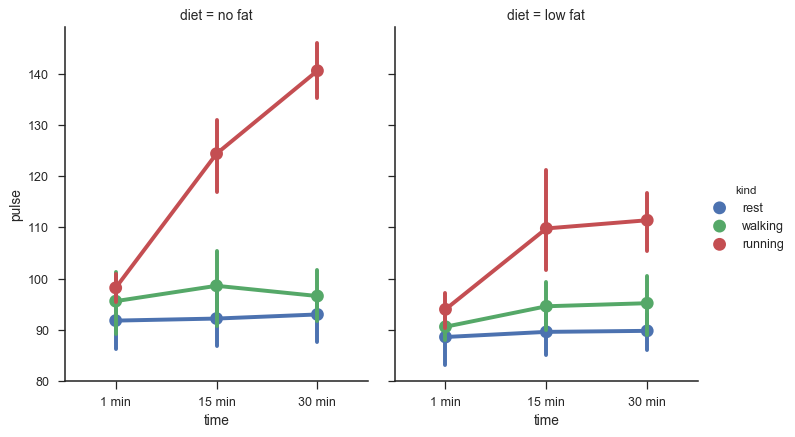 diet = no fat
diet = low fat
pulse
140
130
120
110
100
90
80
1 min
15 min
30 min
time
1 min
15 min
30 min
time
kind
rest
walking
running